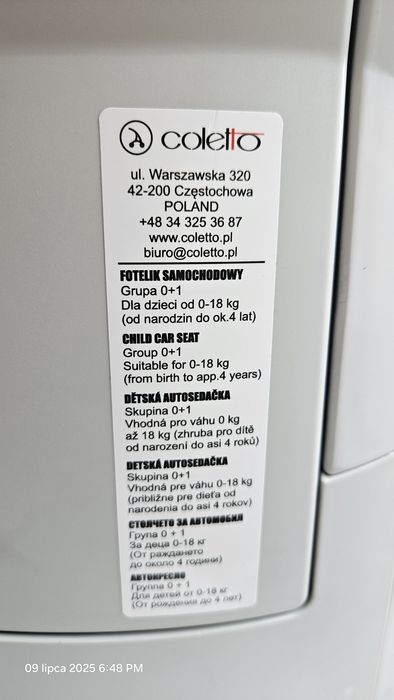 coletto
ul. Warszawska 320
42-200 Częstochowa
POLAND
+48 34 325 36 87
www.coletto.pl
biuro@coletto.pl
FOTELIK SAMOCHODOWY
Grupa 0+1
Dla dzieci od 0-18 kg
(od narodzin do ok.4 lat)
CHILD CAR SEAT
Group 0+1
Suitable for 0-18 kg
(from birth to app.4 years)
DĚTSKÁ AUTOSEDAČKA
Skupina 0+1
Vhodná pro váhu 0 kg
až 18 kg (zhruba pro dítě
od narození do asi 4 roků)
DETSKÁ AUTOSEDAČKA
Skupina 0+1
Vhodná pre váhu 0-18 kg
(približne pre dieťa od
narodenia do asi 4 rokov)
СТОЛЧЕТО ЗА АВТОМОБИЛ
Група 0 + 1
За деца 0-18 кг
(От раждането
до около 4 години)
АВТОКРЕСЛО
Группа 0 + 1
Для детей от 0-18 кг
(От рождения до 4 лет)
09 lipca 2025 6:48 PM